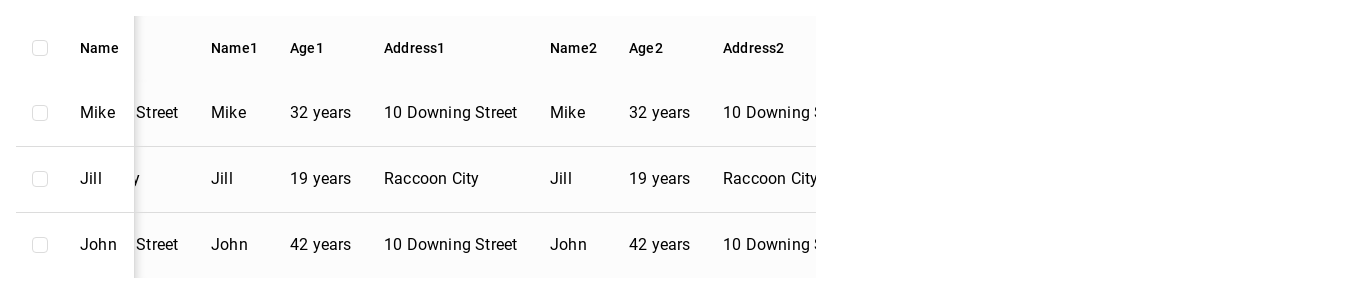 Name Name1 Age1 Address1 Name2 Age2 Address2
Mike Street Mike 32 years 10 Downing Street Mike 32 years 10 Downing
Jill y Jill 19 years Raccoon City Jill 19 years Raccoon City
John Street John 42 years 10 Downing Street John 42 years 10 Downing